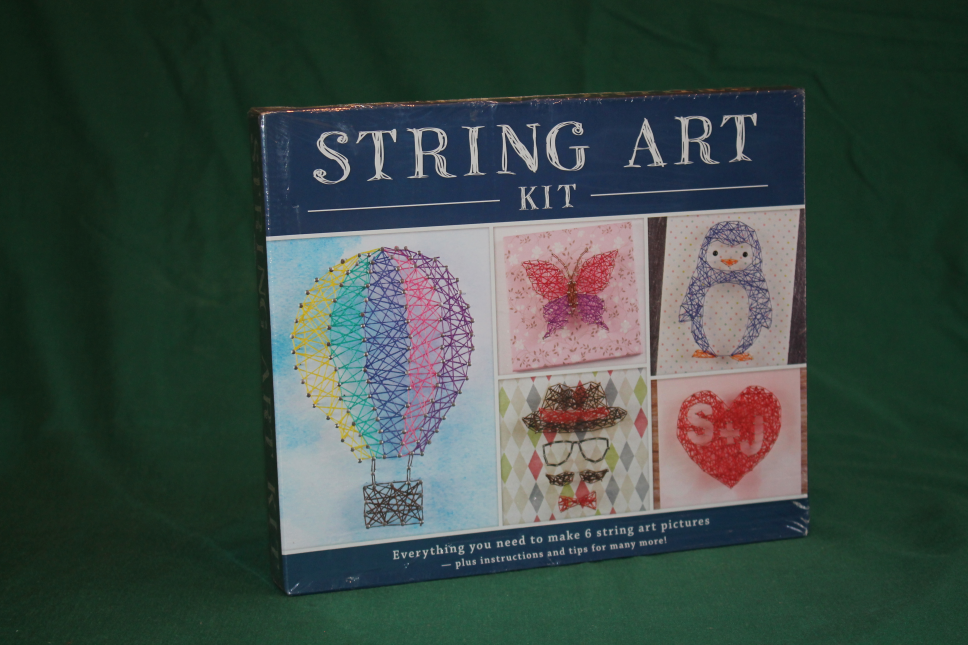 STRING ART
KIT
S+J
Everything you need to make 6 string art pictures
— plus instructions and tips for many more!